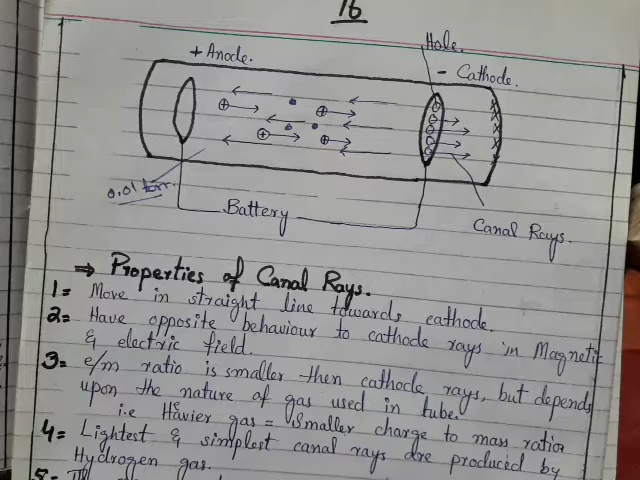 16
Hole.
+ Anode.
- Cathode.
0.01 torr.
Battery
Canal Rays.
⇒ Properties of Canal Rays.
1= Move in straight line towards cathode.
2= Have opposite behaviour to cathode rays in Magnetic
& electric field.
3= e/m ratio is smaller then cathode rays, but depends
upon the nature of gas used in tube.
i.e Havier gas = Smaller charge to mass ratio
4= Lightest & simplest canal rays are produced by
Hydrogen gas.
5=